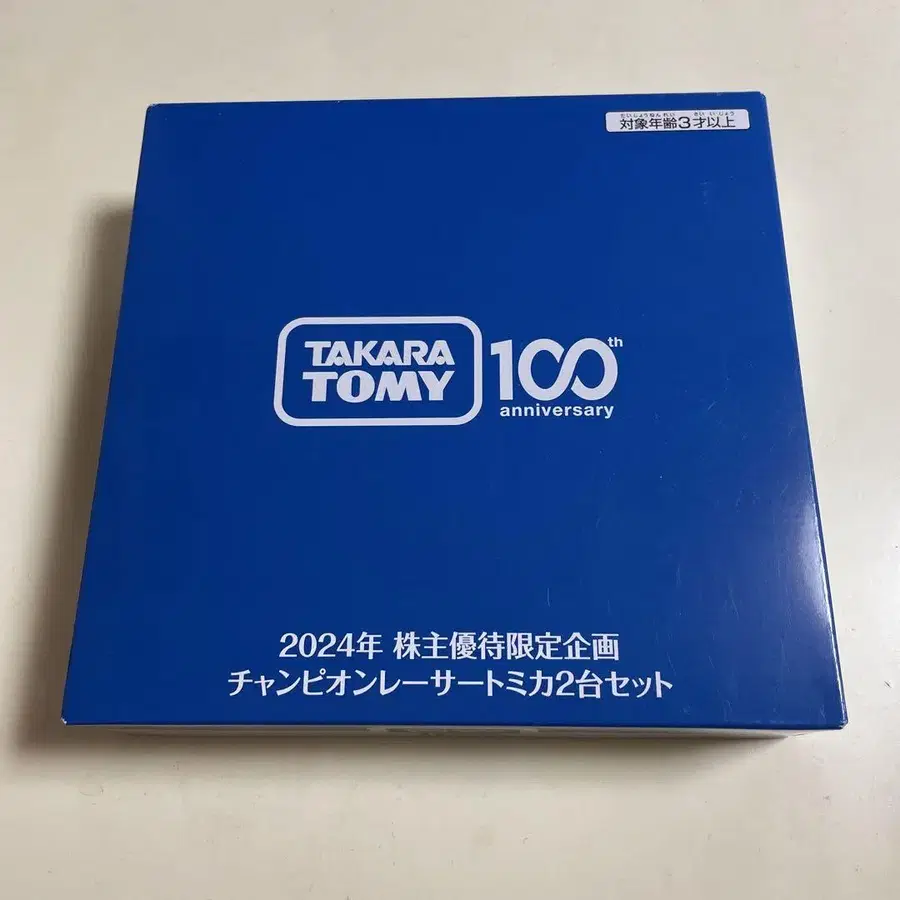 たいしょうねんれい さい いじょう
対象年齢3才以上
TAKARA
TOMY
100th
anniversary
2024年 株主優待限定企画
チャンピオンレーサートミカ2台セット